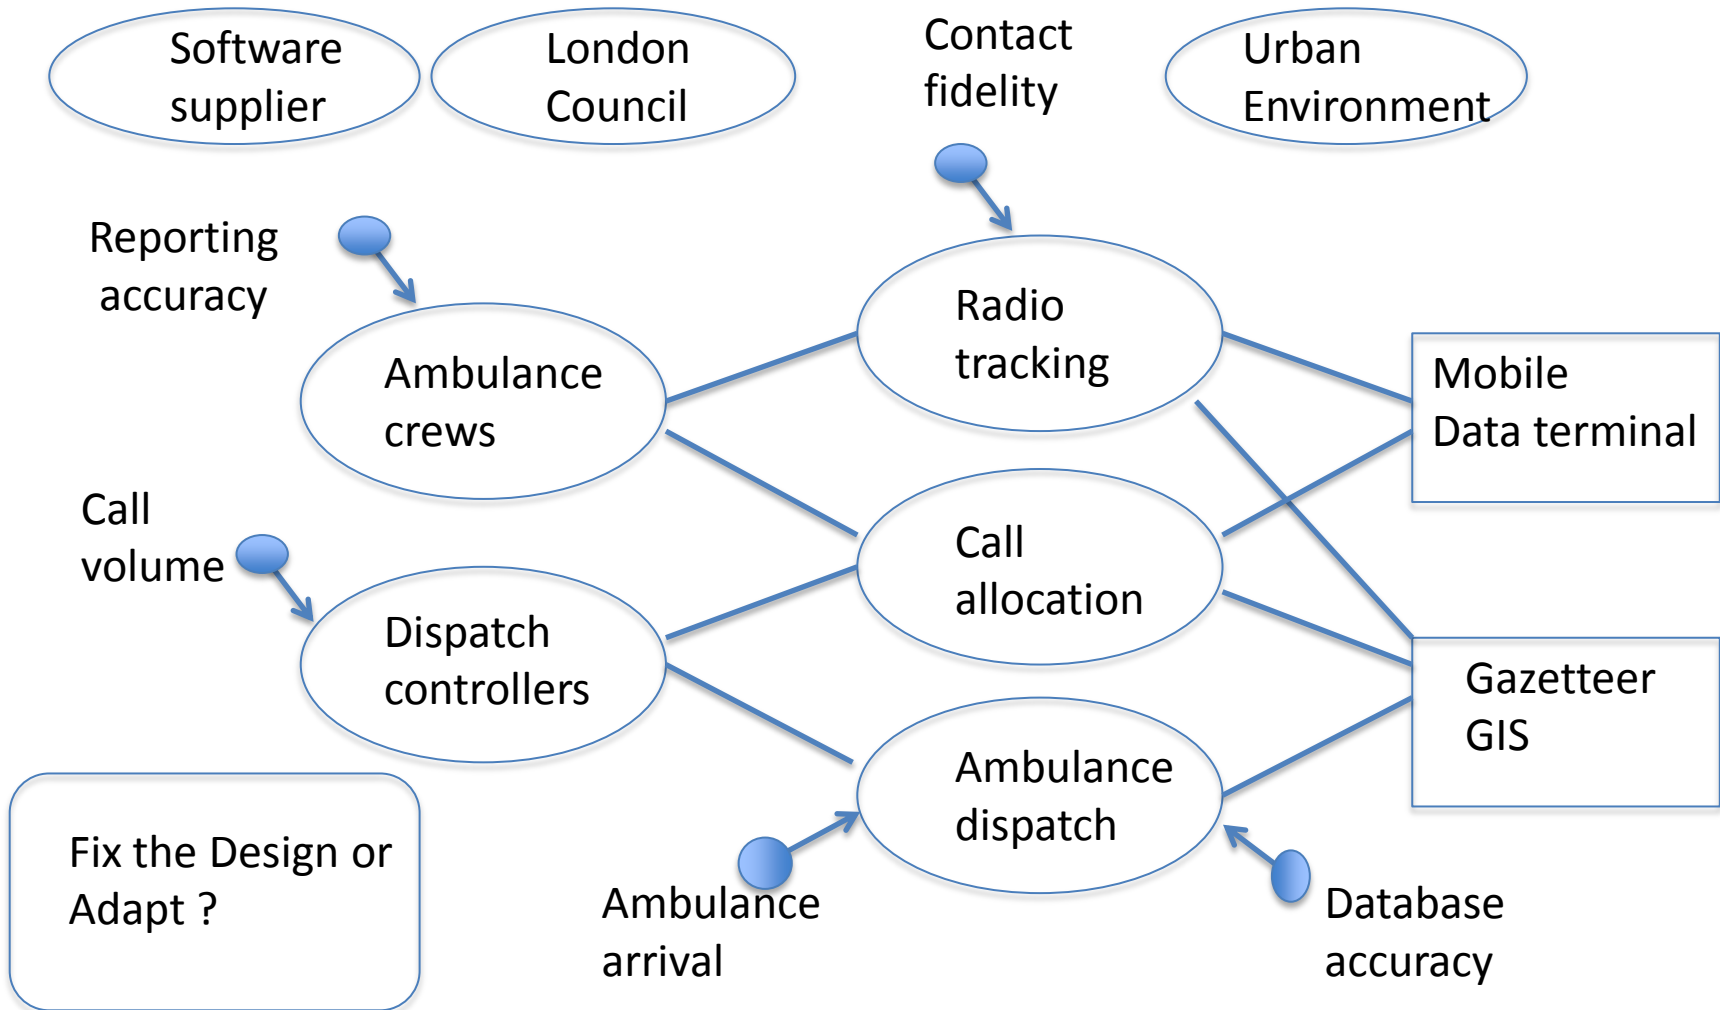 Software
supplier
London
Council
Contact
fidelity
Urban
Environment
Reporting
accuracy
Radio
tracking
Ambulance
crews
Mobile
Data terminal
Call
volume
Call
allocation
Dispatch
controllers
Gazetteer
GIS
Ambulance
dispatch
Fix the Design or
Adapt ?
Ambulance
arrival
Database
accuracy